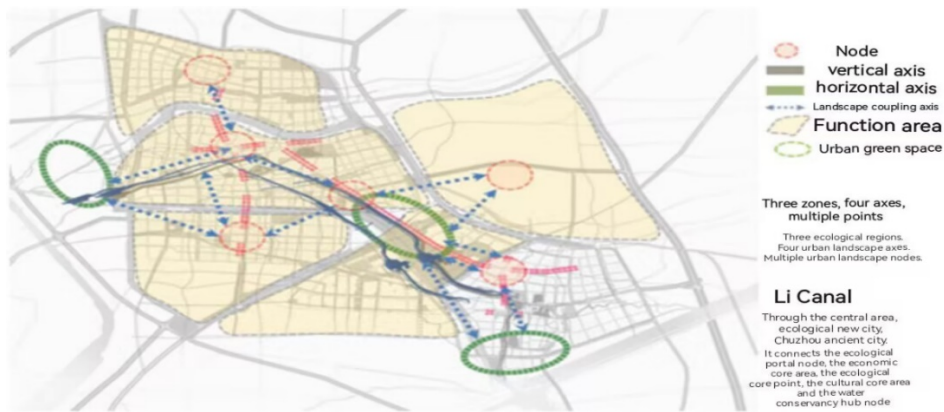 Node
vertical axis
horizontal axis
Landscape coupling axis
Function area
Urban green space
Three zones, four axes,
multiple points
Three ecological regions.
Four urban landscape axes.
Multiple urban landscape nodes.
Li Canal
Through the central area,
ecological new city,
Chuzhou ancient city.
It connects the ecological
portal node, the economic
core area, the ecological
core point, the cultural core area
and the water
conservancy hub node